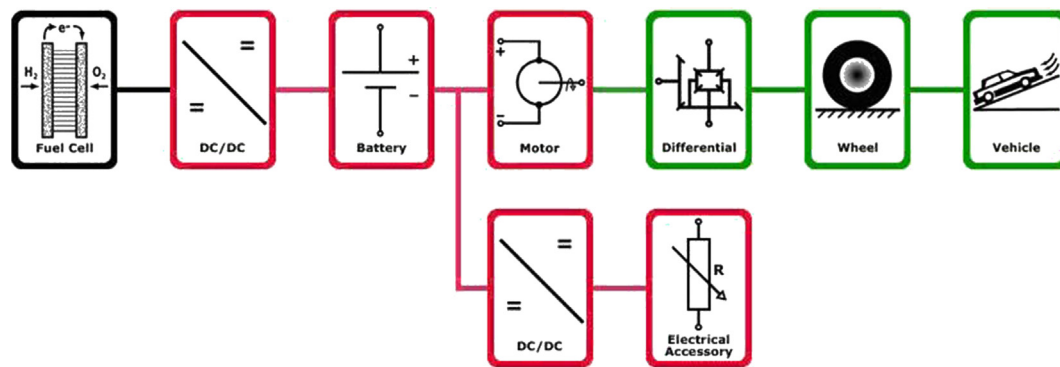 e-
H₂
O₂
Fuel Cell
=
=
DC/DC
+
−
Battery
+
−
Motor
Differential
Wheel
Vehicle
=
=
DC/DC
R
Electrical
Accessory